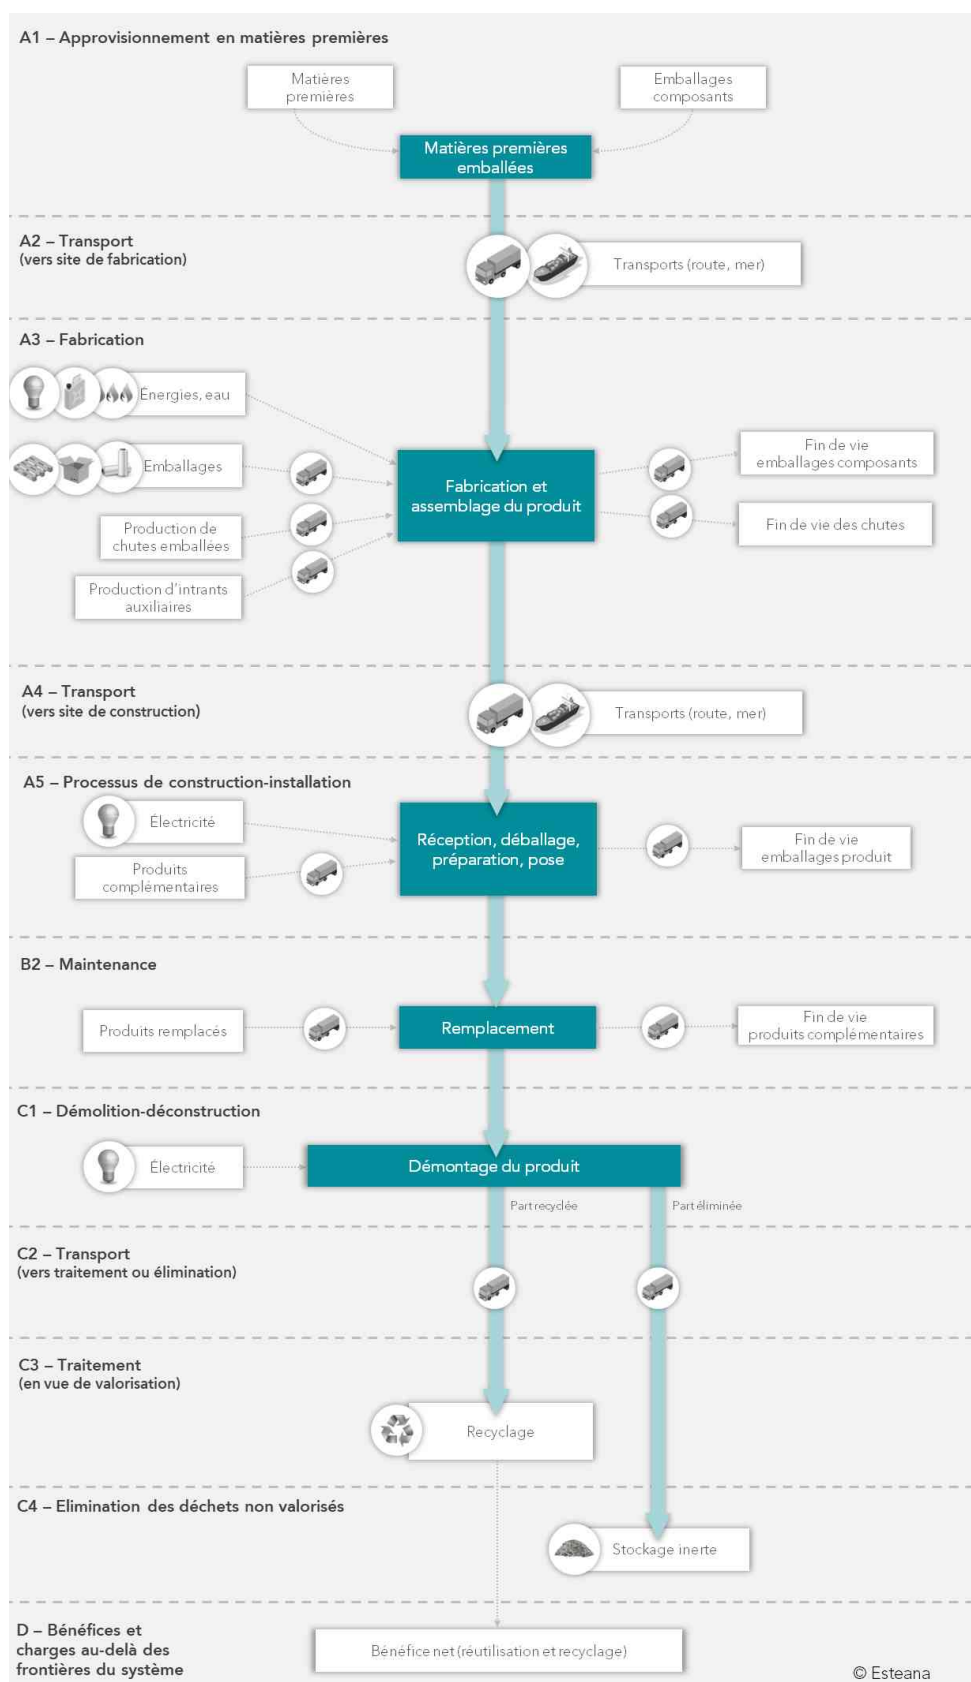 A1 – Approvisionnement en matières premières
Matières
premières
Emballages
composants
Matières premières
emballées
A2 – Transport
(vers site de fabrication)
Transports (route, mer)
A3 – Fabrication
Énergies, eau
Emballages
Production de
chutes emballées
Production d'intrants
auxiliaires
Fabrication et
assemblage du produit
Fin de vie
emballages composants
Fin de vie des chutes
A4 – Transport
(vers site de construction)
Transports (route, mer)
A5 – Processus de construction-installation
Électricité
Produits
complémentaires
Réception, déballage,
préparation, pose
Fin de vie
emballages produit
B2 – Maintenance
Produits remplacés
Remplacement
Fin de vie
produits complémentaires
C1 – Démolition-déconstruction
Électricité
Démontage du produit
Part recyclée
Part éliminée
C2 – Transport
(vers traitement ou élimination)
C3 – Traitement
(en vue de valorisation)
Recyclage
C4 – Elimination des déchets non valorisés
Stockage inerte
D – Bénéfices et
charges au-delà des
frontières du système
Bénéfice net (réutilisation et recyclage)
© Esteana